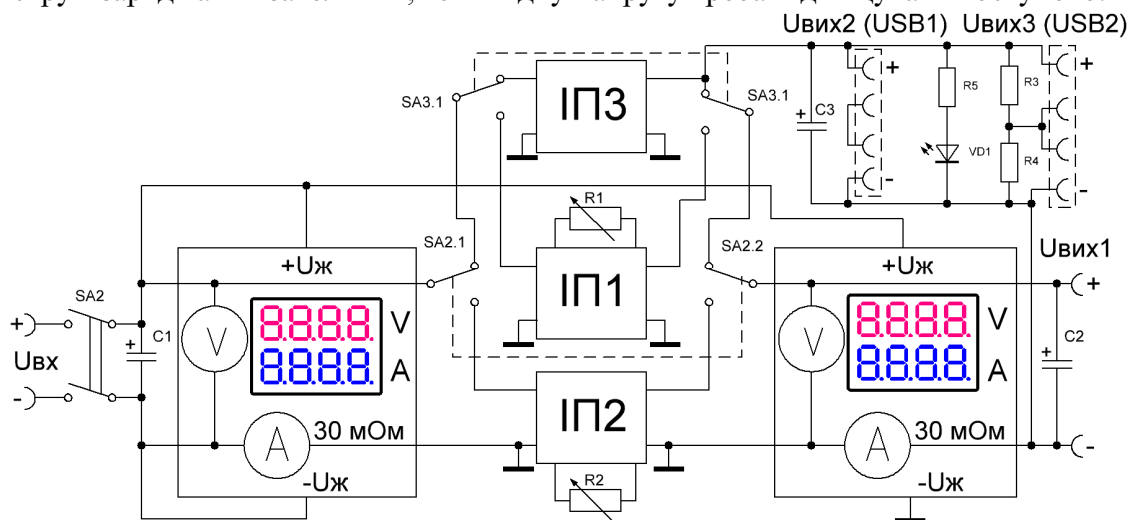 Uвих2 (USB1) Uвих3 (USB2)
+
+
R5
R3
SA3.1
ІП3
SA3.1
+
C3
VD1
R4
-
-
R1
SA2.1
SA2.2
Uвих1
+Uж
ІП1
+Uж
+
SA2
8.8.8.8. V
8.8.8.8. V
+
C1
V
V
C2
+
+
Uвх
8.8.8.8. A
8.8.8.8. A
ІП2
-
A
30 мОм
A
30 мОм
-
-Uж
R2
-Uж